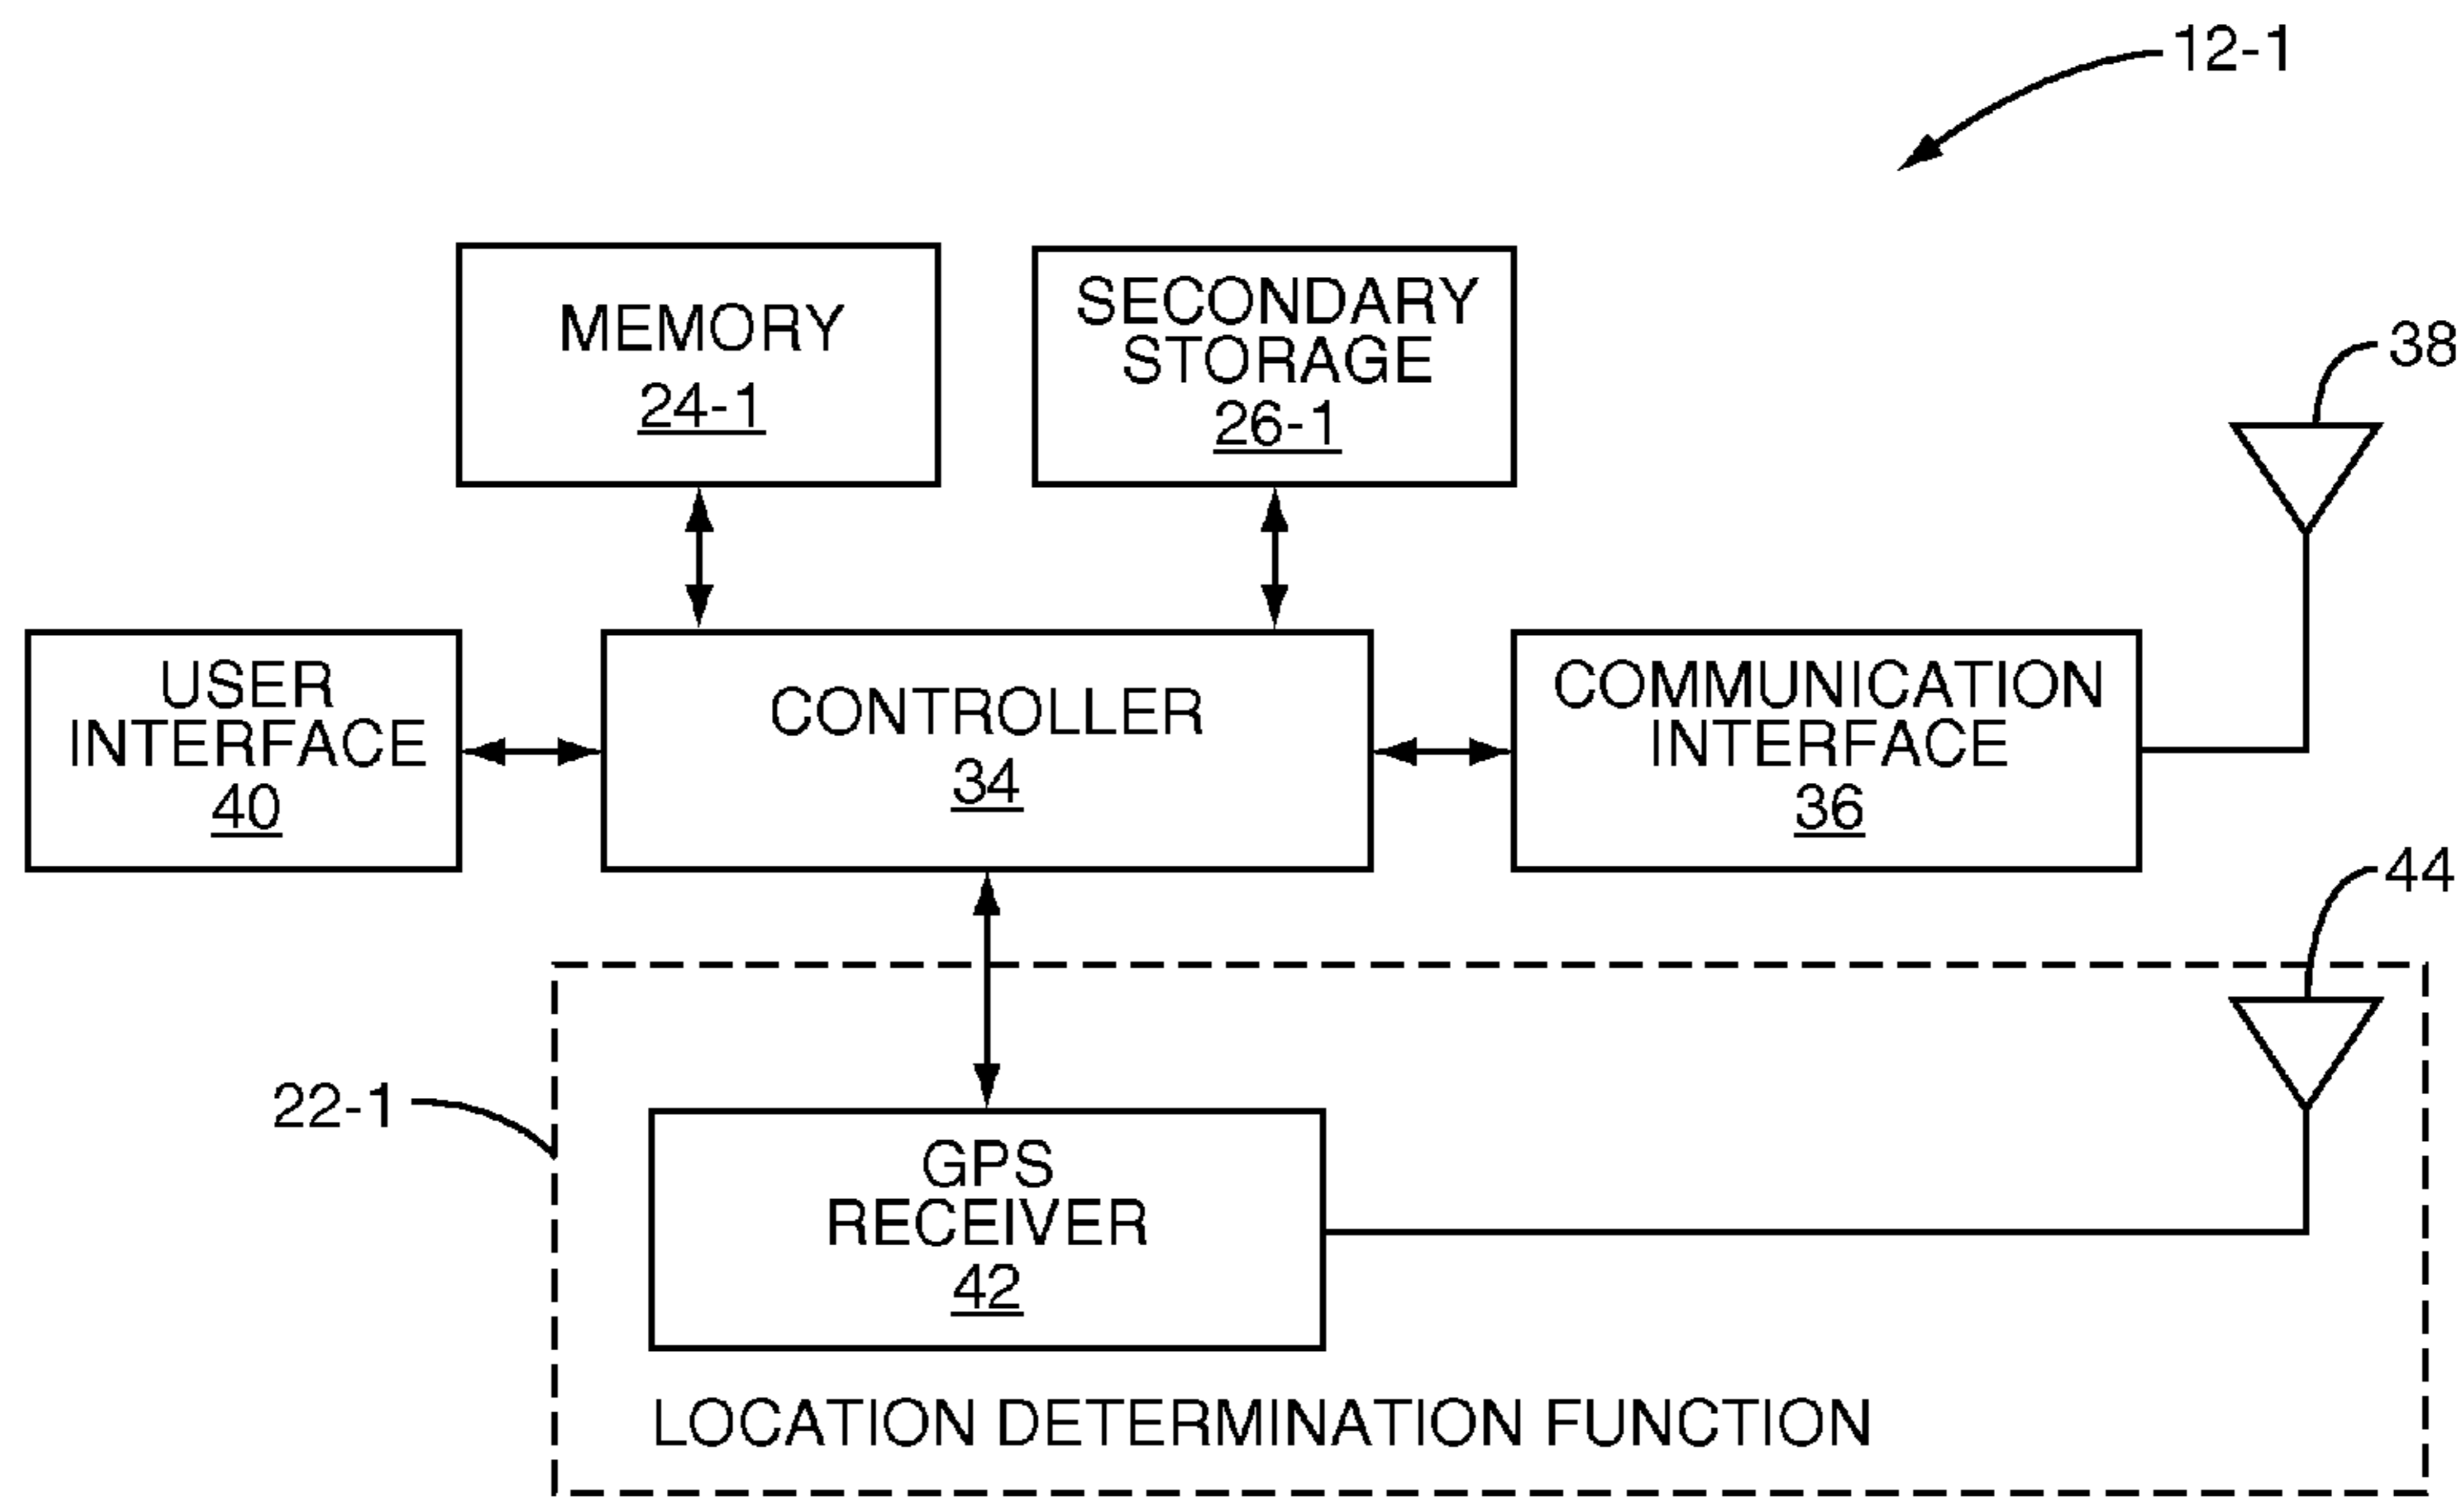 12-1
MEMORY
24-1
SECONDARY
STORAGE
26-1
38
USER
INTERFACE
40
CONTROLLER
34
COMMUNICATION
INTERFACE
36
44
22-1
GPS
RECEIVER
42
LOCATION DETERMINATION FUNCTION